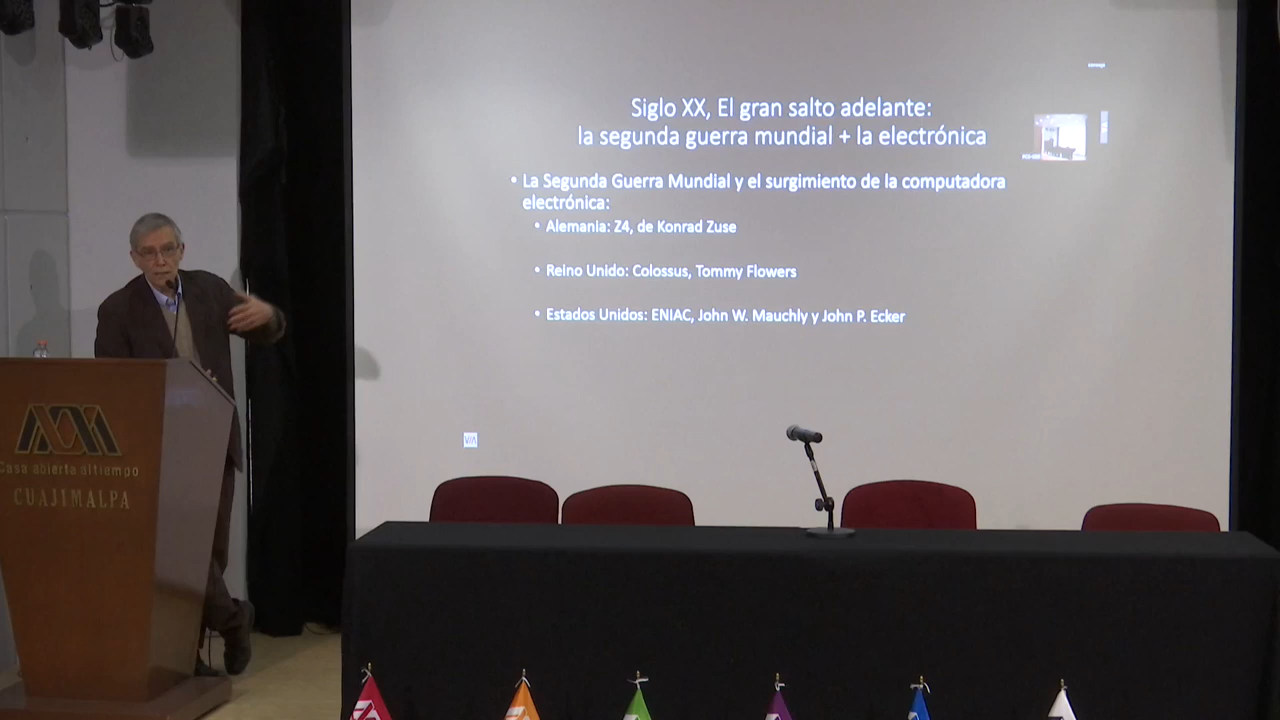 Siglo XX, El gran salto adelante:
la segunda guerra mundial + la electrónica
• La Segunda Guerra Mundial y el surgimiento de la computadora
electrónica:
• Alemania: Z4, de Konrad Zuse
• Reino Unido: Colossus, Tommy Flowers
• Estados Unidos: ENIAC, John W. Mauchly y John P. Ecker
Casa abierta al tiempo
CUAJIMALPA